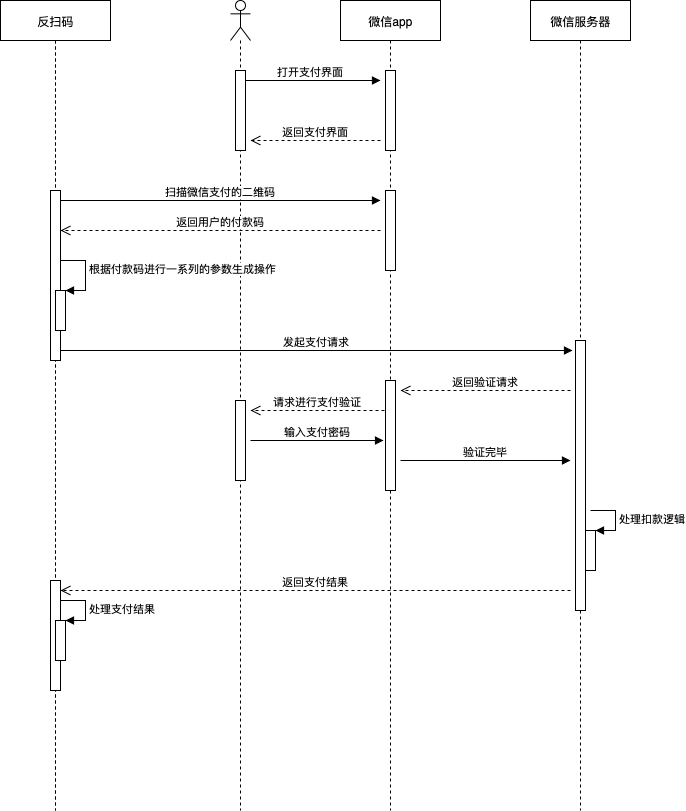 反扫码
微信app
微信服务器
打开支付界面
返回支付界面
扫描微信支付的二维码
返回用户的付款码
根据付款码进行一系列的参数生成操作
发起支付请求
返回验证请求
请求进行支付验证
输入支付密码
验证完毕
处理扣款逻辑
返回支付结果
处理支付结果